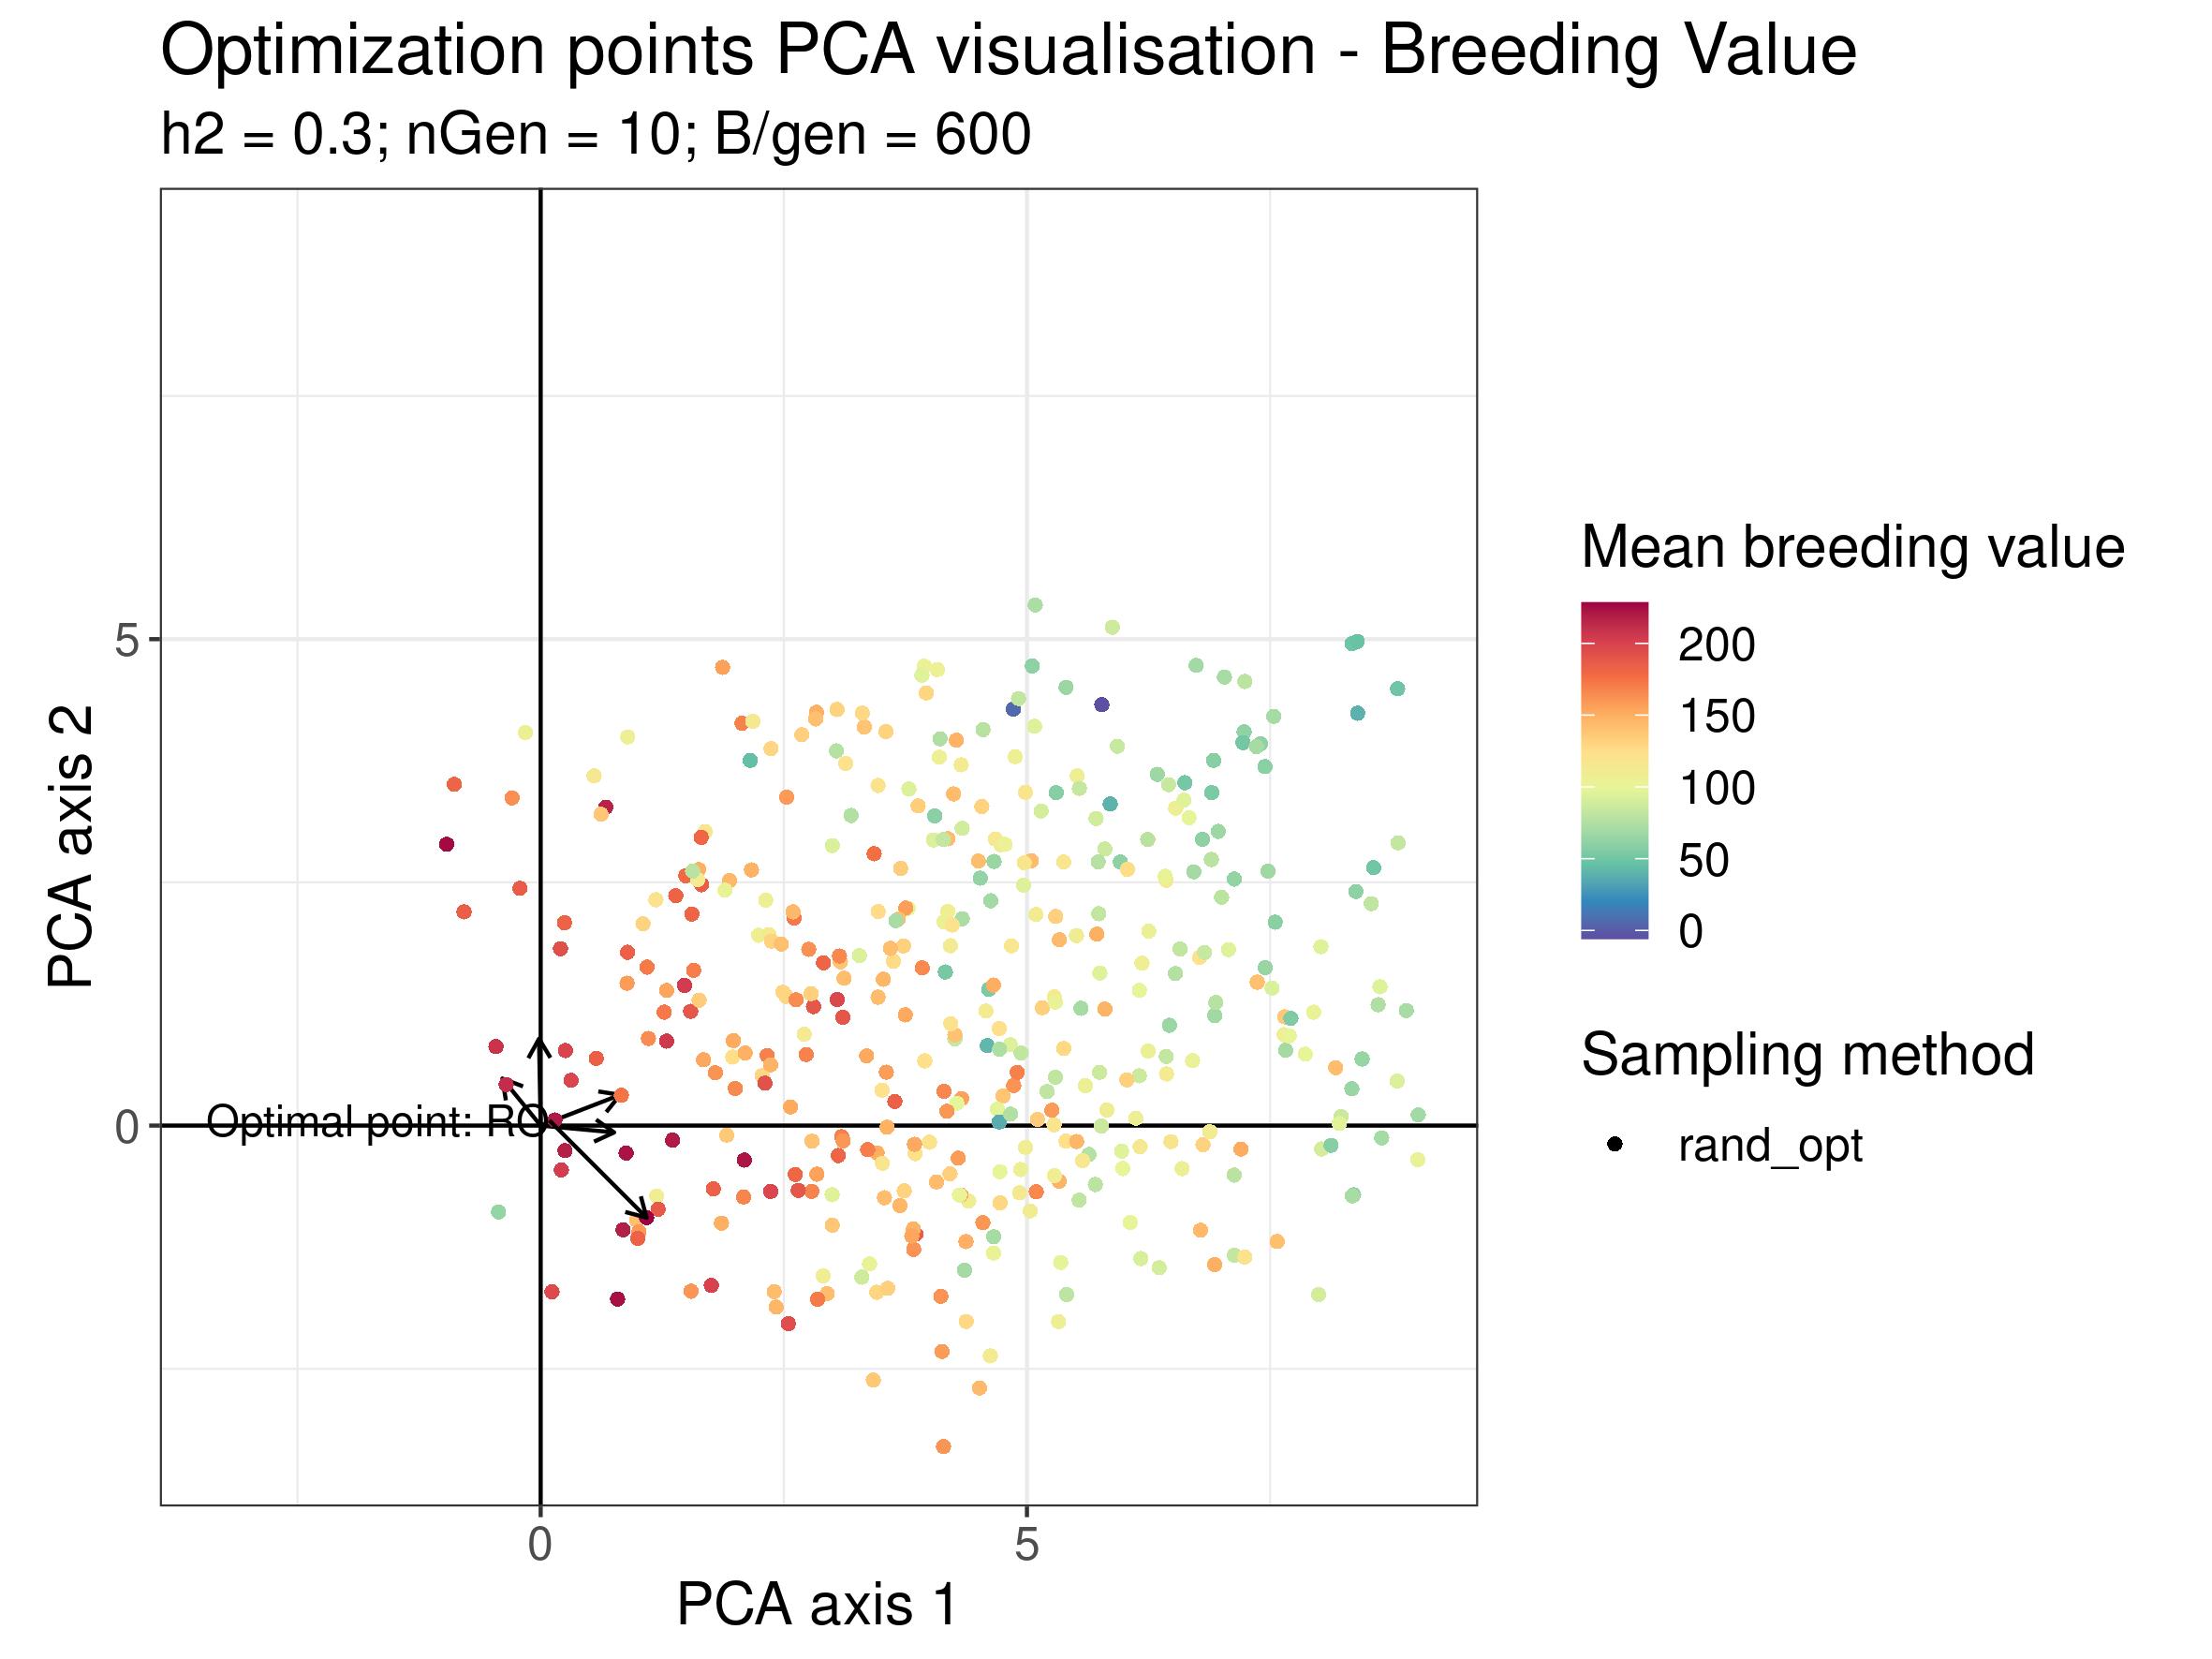 Optimization points PCA visualisation - Breeding Value
h2 = 0.3; nGen = 10; B/gen = 600
PCA axis 2
5
0
Optimal point: RO
0
5
PCA axis 1
Mean breeding value
200
150
100
50
0
Sampling method
rand_opt